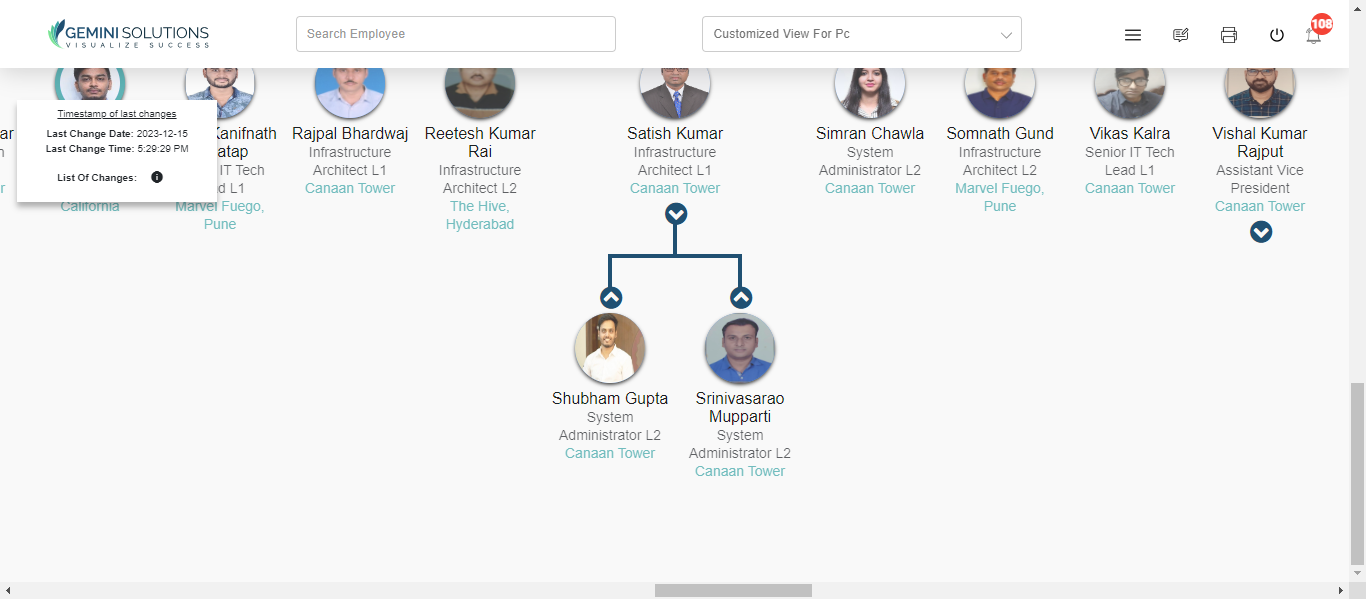 GEMINI SOLUTIONS
VISUALIZE SUCCESS
Search Employee
Customized View For Pc
108
Timestamp of last changes
Last Change Date: 2023-12-15
Last Change Time: 5:29:29 PM
List Of Changes:
California
Kanifnath
IT Tech
L1
Marvel Fuego,
Pune
Rajpal Bhardwaj
Infrastructure
Architect L1
Canaan Tower
Reetesh Kumar
Rai
Infrastructure
Architect L2
The Hive,
Hyderabad
Satish Kumar
Infrastructure
Architect L1
Canaan Tower
Simran Chawla
System
Administrator L2
Canaan Tower
Somnath Gund
Infrastructure
Architect L2
Marvel Fuego,
Pune
Vikas Kalra
Senior IT Tech
Lead L1
Canaan Tower
Vishal Kumar
Rajput
Assistant Vice
President
Canaan Tower
Shubham Gupta
System
Administrator L2
Canaan Tower
Srinivasarao
Mupparti
System
Administrator L2
Canaan Tower